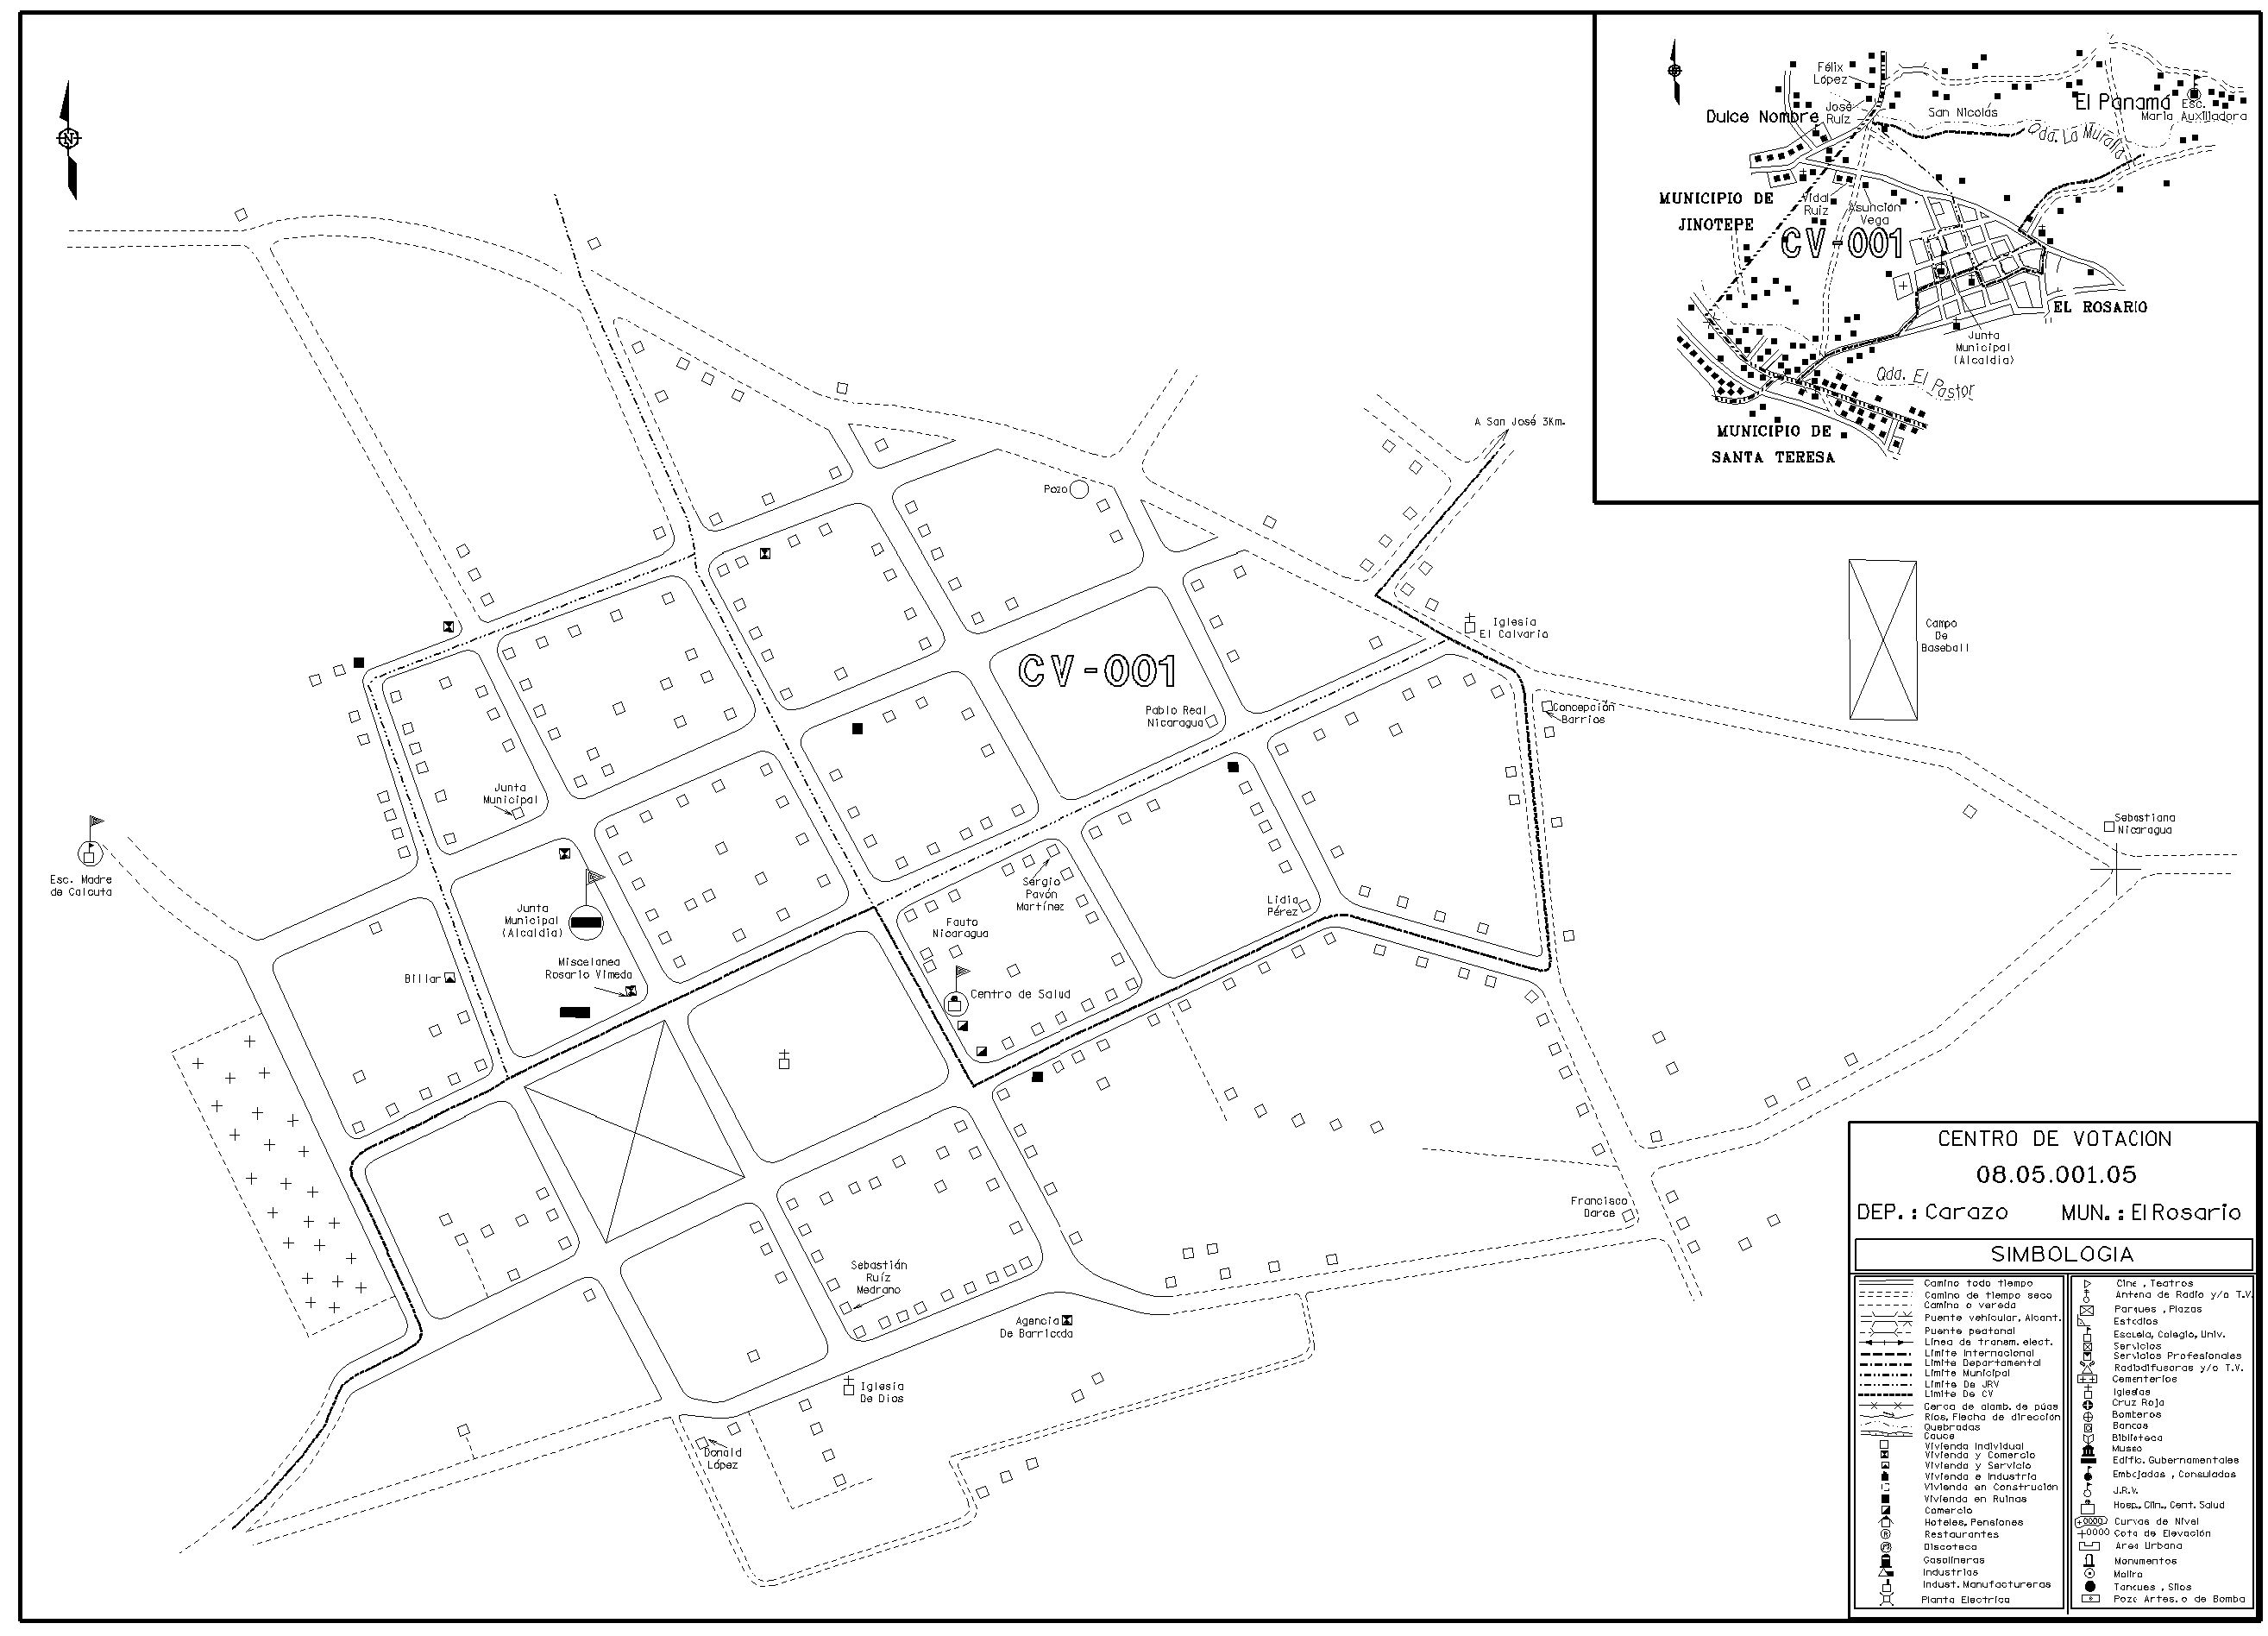 N
Félix
López
José
Ruíz
Dulce Nombre
San Nicolás
El Panamá
Esc.
María Auxiliadora
Qda. La Muralla
MUNICIPIO DE
JINOTEPE
Vidal
Ruiz
Asunción
Vega
CV-001
EL ROSARIO
Junta
Municipal
(Alcaldia)
Qda. El Pastor
MUNICIPIO DE
SANTA TERESA
A San José 3Km.
Pozo
Iglesia
El Calvario
Campo
De
Baseball
CV-001
Pablo Real
Nicaragua
Concepción
Barrios
Junta
Municipal
Sebastiana
Nicaragua
Esc. Madre
de Calcuta
Sergio
Pavón
Martínez
Lidia
Pérez
Junta
Municipal
(Alcaldia)
Fauto
Nicaragua
Billar
Miscelanea
Rosario Vimeda
Centro de Salud
Francisco
Darce
Sebastián
Ruíz
Medrano
Agencia
De Barricada
Iglesia
De Dios
Donald
López
CENTRO DE VOTACION
08.05.001.05
DEP.: Carazo MUN.: El Rosario
SIMBOLOGIA
Camino todo tiempo
Camino de tiempo seco
Camino o vereda
Puente vehicular, Alcant.
Puente peatonal
Línea de transm. elect.
Límite Internacional
Límite Departamental
Límite Municipal
Límite De JRV
Límite De CV
Cerca de alamb. de púas
Ríos, Flecha de dirección
Quebradas
Cauce
Vivienda Individual
Vivienda y Comercio
Vivienda y Servicio
Vivienda e Industria
Vivienda en Construción
Vivienda en Ruinas
Comercio
Hoteles, Pensiones
Restaurantes
Discoteca
Gasolineras
Industrias
Indust. Manufactureras
Planta Electrica
Cine, Teatros
Antena de Radio y/o T.V.
Parques, Plazas
Estadios
Escuela, Colegio, Univ.
Servicios
Servicios Profesionales
Radiodifusoras y/o T.V.
Cementerios
Iglesias
Cruz Roja
Bomberos
Bancos
Biblioteca
Museo
Edific. Gubernamentales
Embajadas, Consulados
J.R.V.
Hosp., Clin., Cent. Salud
Curvas de Nivel
+0000 Cota de Elevación
Area Urbana
Monumentos
Molino
Tanques, Silos
Pozo Artes. o de Bomba